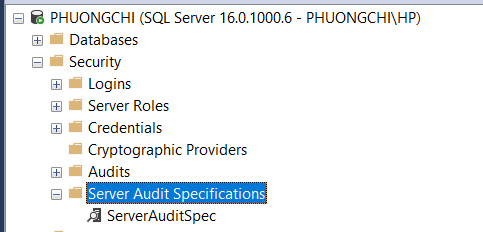 PHUONGCHI (SQL Server 16.0.1000.6 - PHUONGCHI\HP)
Databases
Security
Logins
Server Roles
Credentials
Cryptographic Providers
Audits
Server Audit Specifications
ServerAuditSpec